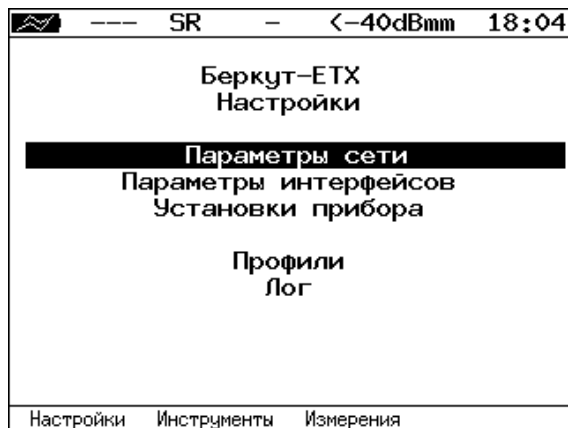 --- SR - <-40dBmm 18:04
Беркут-ETX
Настройки
Параметры сети
Параметры интерфейсов
Установки прибора
Профили
Лог
Настройки Инструменты Измерения